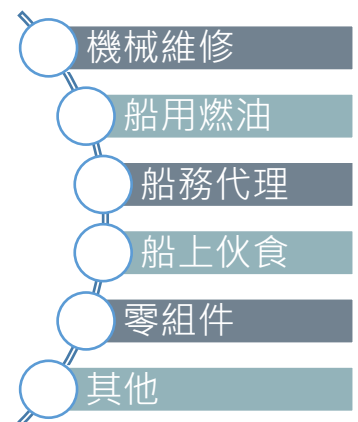 機械維修
船用燃油
船務代理
船上伙食
零組件
其他